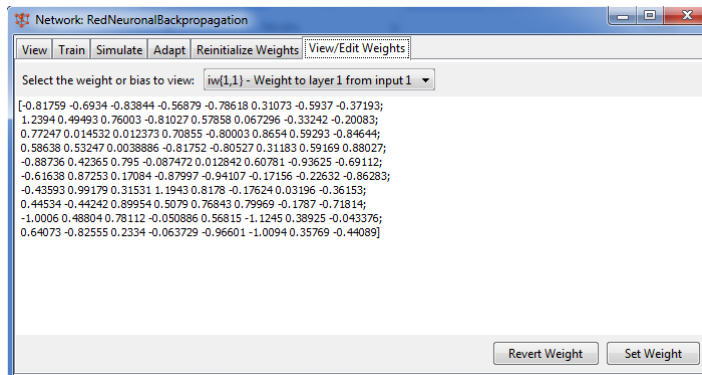 Network: RedNeuronalBackpropagation
View Train Simulate Adapt Reinitialize Weights View/Edit Weights
Select the weight or bias to view: iw{1,1} - Weight to layer 1 from input 1
[-0.81759 -0.6934 -0.83844 -0.56879 -0.78618 0.31073 -0.5937 -0.37193;
1.2394 0.49493 0.76003 -0.81027 0.57858 0.067296 -0.33242 -0.20083;
0.77247 0.014532 0.012373 0.70855 -0.80003 0.8654 0.59293 -0.84644;
0.58638 0.53247 0.0038886 -0.81752 -0.80527 0.31183 0.59169 0.88027;
-0.88736 0.42365 0.795 -0.087472 0.012842 0.60781 -0.93625 -0.69112;
-0.61638 0.87253 0.17084 -0.87997 -0.94107 -0.17156 -0.22632 -0.86283;
-0.43593 0.99179 0.31531 1.1943 0.8178 -0.17624 0.03196 -0.36153;
0.44534 -0.44242 0.89954 0.5079 0.76843 0.79969 -0.1787 -0.71814;
-1.0006 0.48804 0.78112 -0.050886 0.56815 -1.1245 0.38925 -0.043376;
0.64073 -0.82555 0.2334 -0.063729 -0.96601 -1.0094 0.35769 -0.44089]
Revert Weight Set Weight